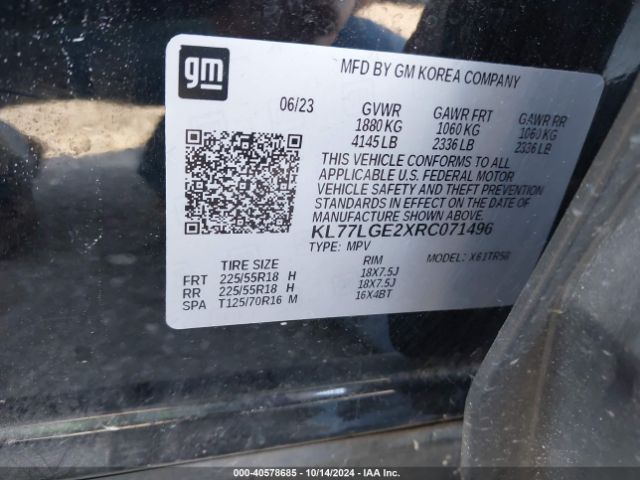 gm
MFD BY GM KOREA COMPANY
06/23 GVWR GAWR FRT GAWR RR
1880 KG 1060 KG 1060 KG
4145 LB 2336 LB 2336 LB
THIS VEHICLE CONFORMS TO ALL
APPLICABLE U.S. FEDERAL MOTOR
VEHICLE SAFETY AND THEFT PREVENTION
STANDARDS IN EFFECT ON THE DATE OF
MANUFACTURE SHOWN ABOVE.
KL77LGE2XRC071496
TYPE: MPV MODEL:
TIRE SIZE RIM
FRT 225/55R18 H 18X7.5J
RR 225/55R18 H 18X7.5J
SPA T125/70R16 M 16X4BT
000-40578685 | 10/14/2024 | IAA Inc.